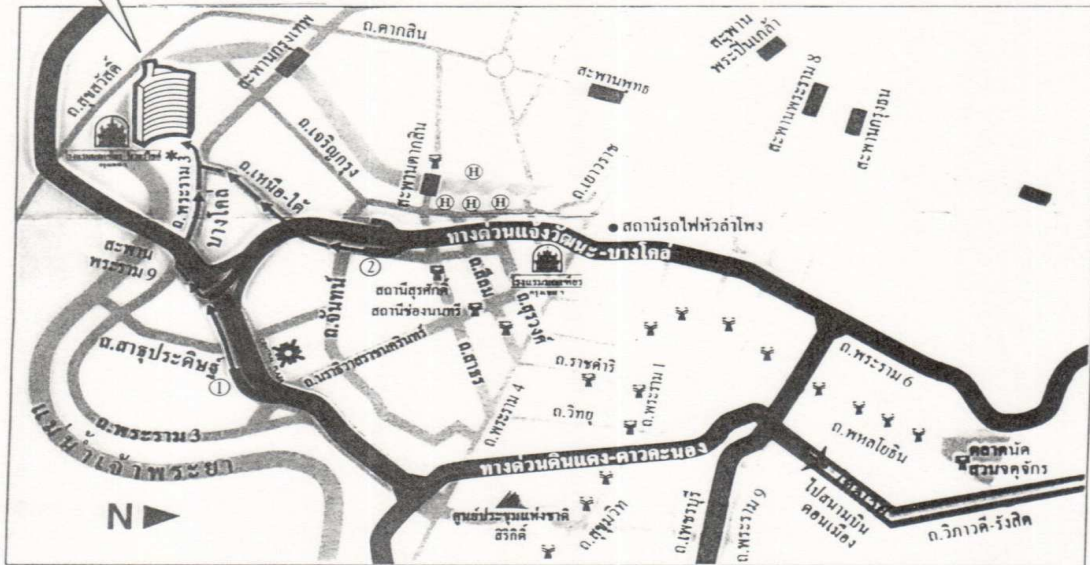 ถ.ตากสิน
สะพานกรุงเทพ
สะพาน
พระปิ่นเกล้า
สะพานพระราม 8
สะพานกรุงธน
สะพานพุทธ
ถ.สุขสวัสดิ์
ถ.เจริญกรุง
สะพานตากสิน
ถ.เยาวราช
H
H
H
H
ถ.พระราม 3
บางโคล่
ถ.เหนือ-ใต้
สถานีรถไฟหัวลำโพง
ทางด่วนแจ้งวัฒนะ-บางโคล่
สะพาน
พระราม 9
②
ถ.จันทน์
สถานีสุรศักดิ์
สถานีช่องนนทรี
ถ.สีลม
ถ.สุรวงศ์
ถ.สาธุประดิษฐ์
①
ถ.นราธิวาสราชนครินทร์
ถ.สาธร
ถ.ราชดำริ
ถ.วิทยุ
ถ.พระราม 1
ถ.พระราม 4
ถ.พระราม 6
ถ.พหลโยธิน
ตลาดนัด
สวนจตุจักร
ถ.พระราม 3
แม่น้ำเจ้าพระยา
ทางด่วนดินแดง-ดาวคะนอง
ไปสนามบิน
ดอนเมือง
ถ.วิภาวดี-รังสิต
N
ศูนย์ประชุมแห่งชาติ
สิริกิติ์
ถ.สุขุมวิท
ถ.เพชรบุรี
ถ.พระราม 9